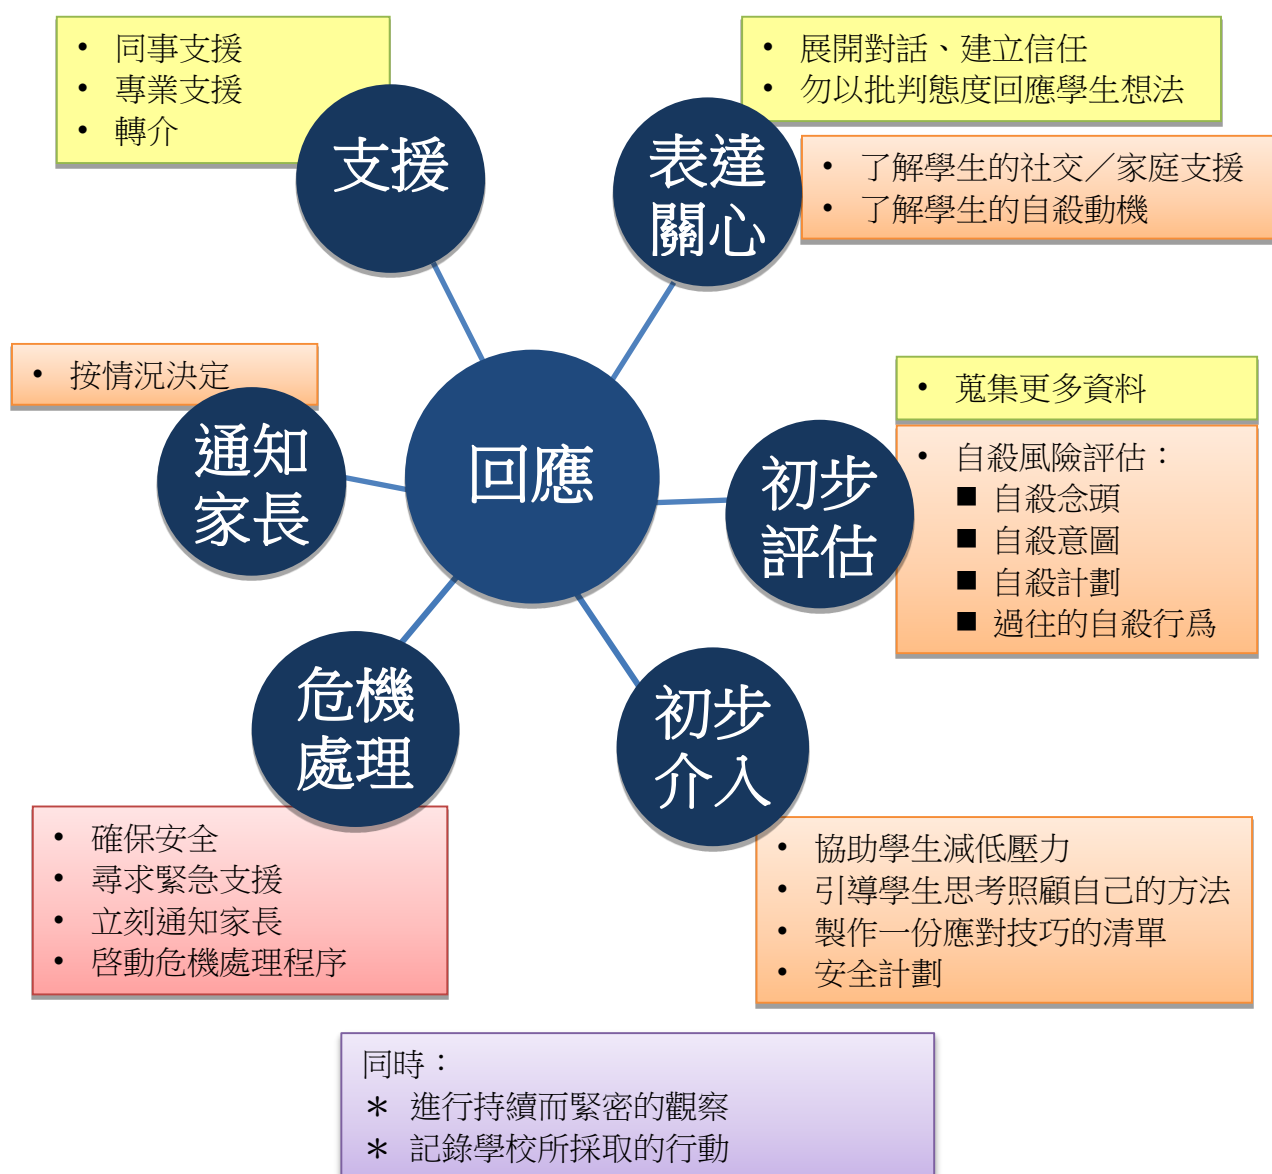 • 同事支援
• 專業支援
• 轉介
支援
• 展開對話、建立信任
• 勿以批判態度回應學生想法
表達
關心
• 了解學生的社交／家庭支援
• 了解學生的自殺動機
• 按情況決定
通知
家長
回應
• 蒐集更多資料
初步
評估
• 自殺風險評估：
■ 自殺念頭
■ 自殺意圖
■ 自殺計劃
■ 過往的自殺行爲
危機
處理
• 確保安全
• 尋求緊急支援
• 立刻通知家長
• 啓動危機處理程序
初步
介入
• 協助學生減低壓力
• 引導學生思考照顧自己的方法
• 製作一份應對技巧的清單
• 安全計劃
同時：
＊ 進行持續而緊密的觀察
＊ 記錄學校所採取的行動